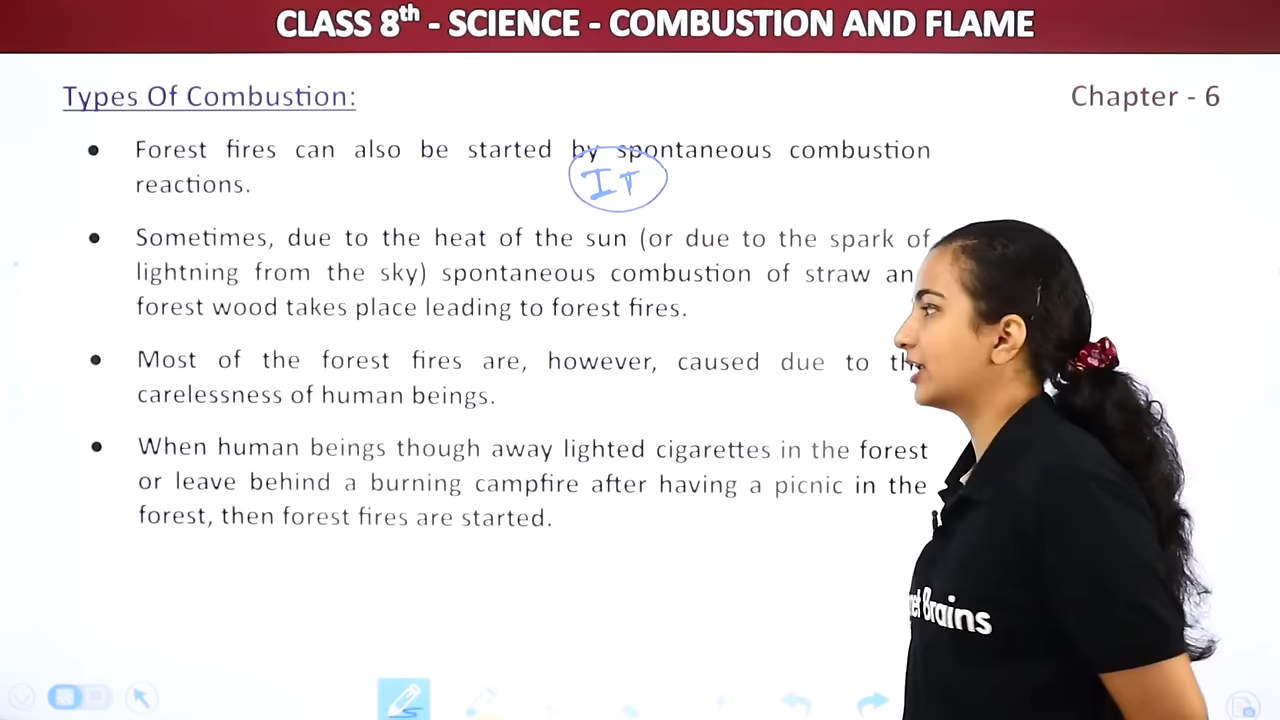 CLASS 8th - SCIENCE - COMBUSTION AND FLAME
Types Of Combustion:
Chapter - 6
• Forest fires can also be started by spontaneous combustion
reactions.
IT
• Sometimes, due to the heat of the sun (or due to the spark of
lightning from the sky) spontaneous combustion of straw an
forest wood takes place leading to forest fires.
• Most of the forest fires are, however, caused due to th
carelessness of human beings.
• When human beings though away lighted cigarettes in the forest
or leave behind a burning campfire after having a picnic in the
forest, then forest fires are started.
net Brains